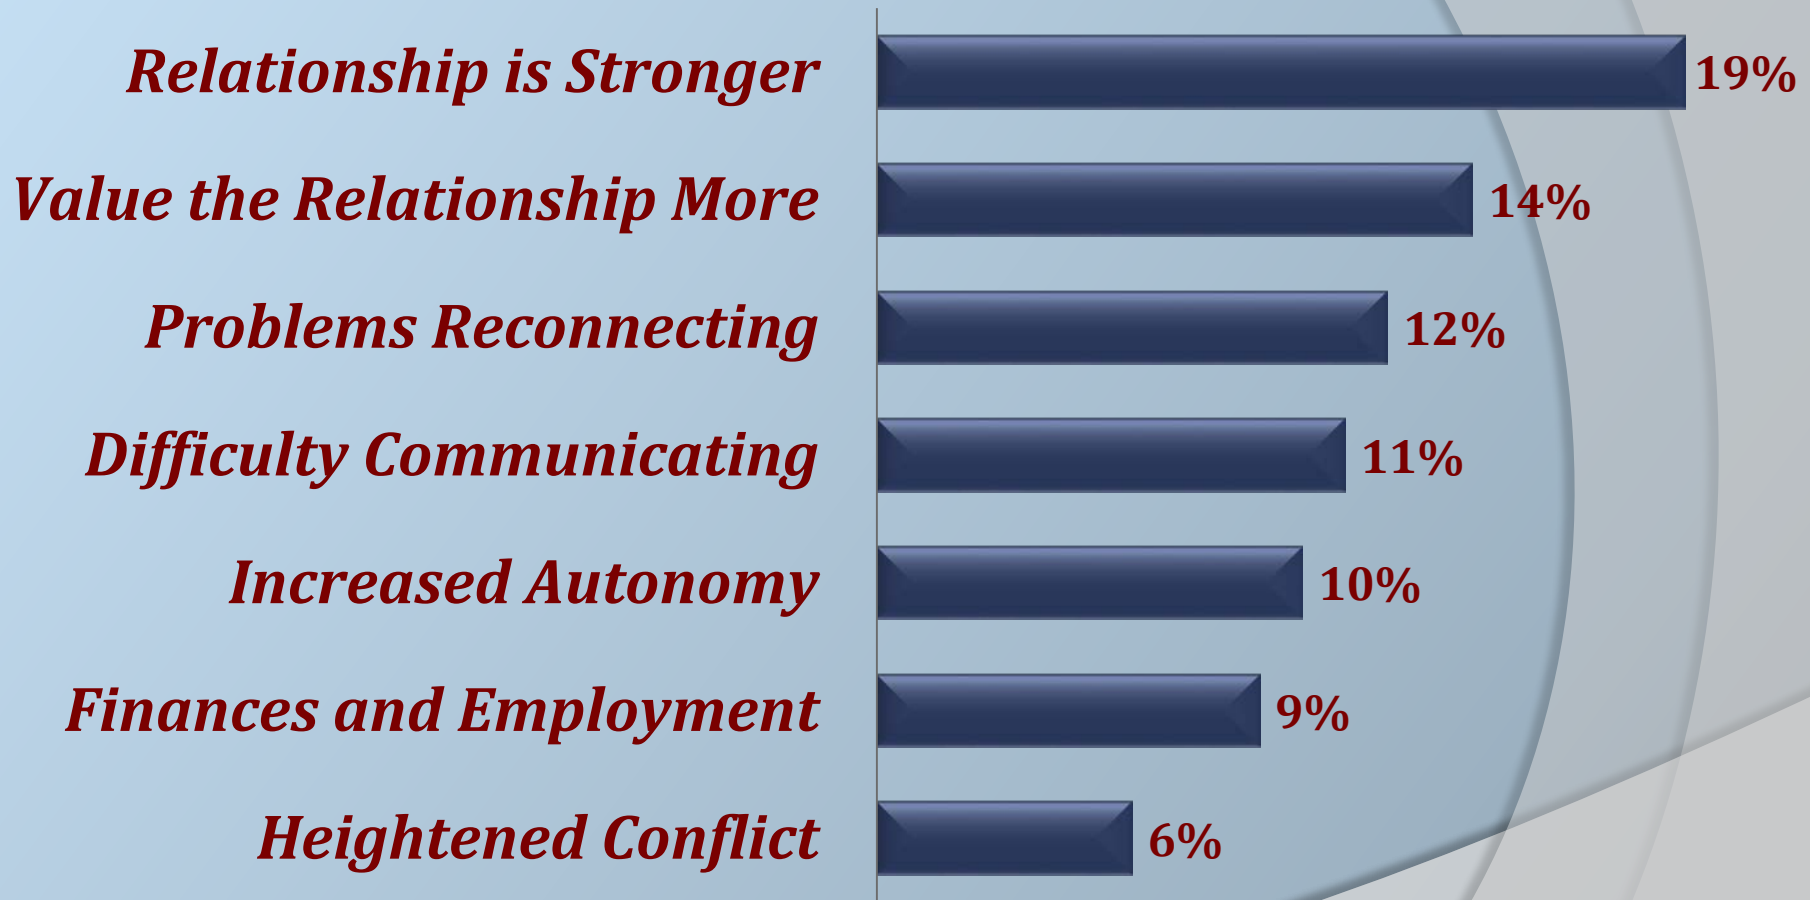 Relationship is Stronger 19%
Value the Relationship More 14%
Problems Reconnecting 12%
Difficulty Communicating 11%
Increased Autonomy 10%
Finances and Employment 9%
Heightened Conflict 6%